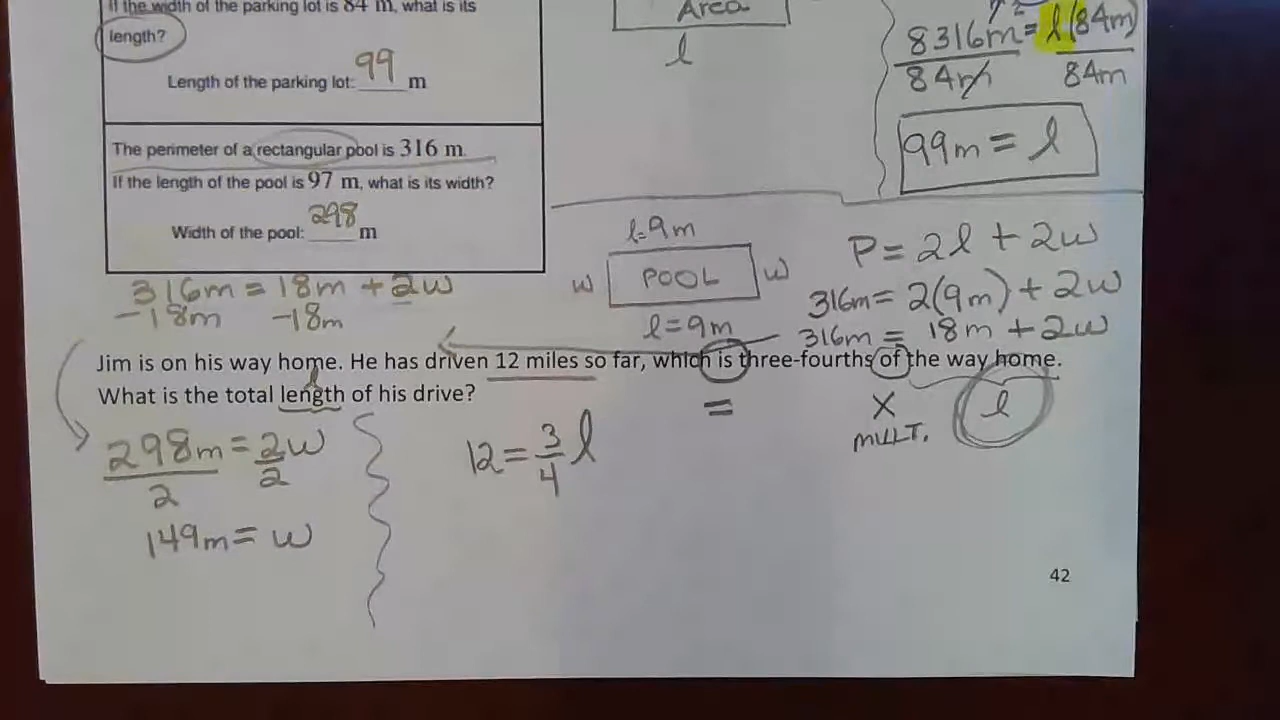 If the width of the parking lot is 84 m, what is its
length?
Length of the parking lot: 99 m
Area
l
8316m² = l(84m)
84m 84m
99m = l
The perimeter of a rectangular pool is 316 m.
If the length of the pool is 97 m, what is its width?
Width of the pool: 298 m
l=9m
w POOL w
l=9m
P = 2l + 2w
316m = 2(9m) + 2w
316m = 18m + 2w
316m = 18m + 2w
-18m -18m
Jim is on his way home. He has driven 12 miles so far, which is three-fourths of the way home.
What is the total length of his drive?
l
= × l
MULT.
298m = 2w
2 2
149m = w
12 = 3/4 l
42